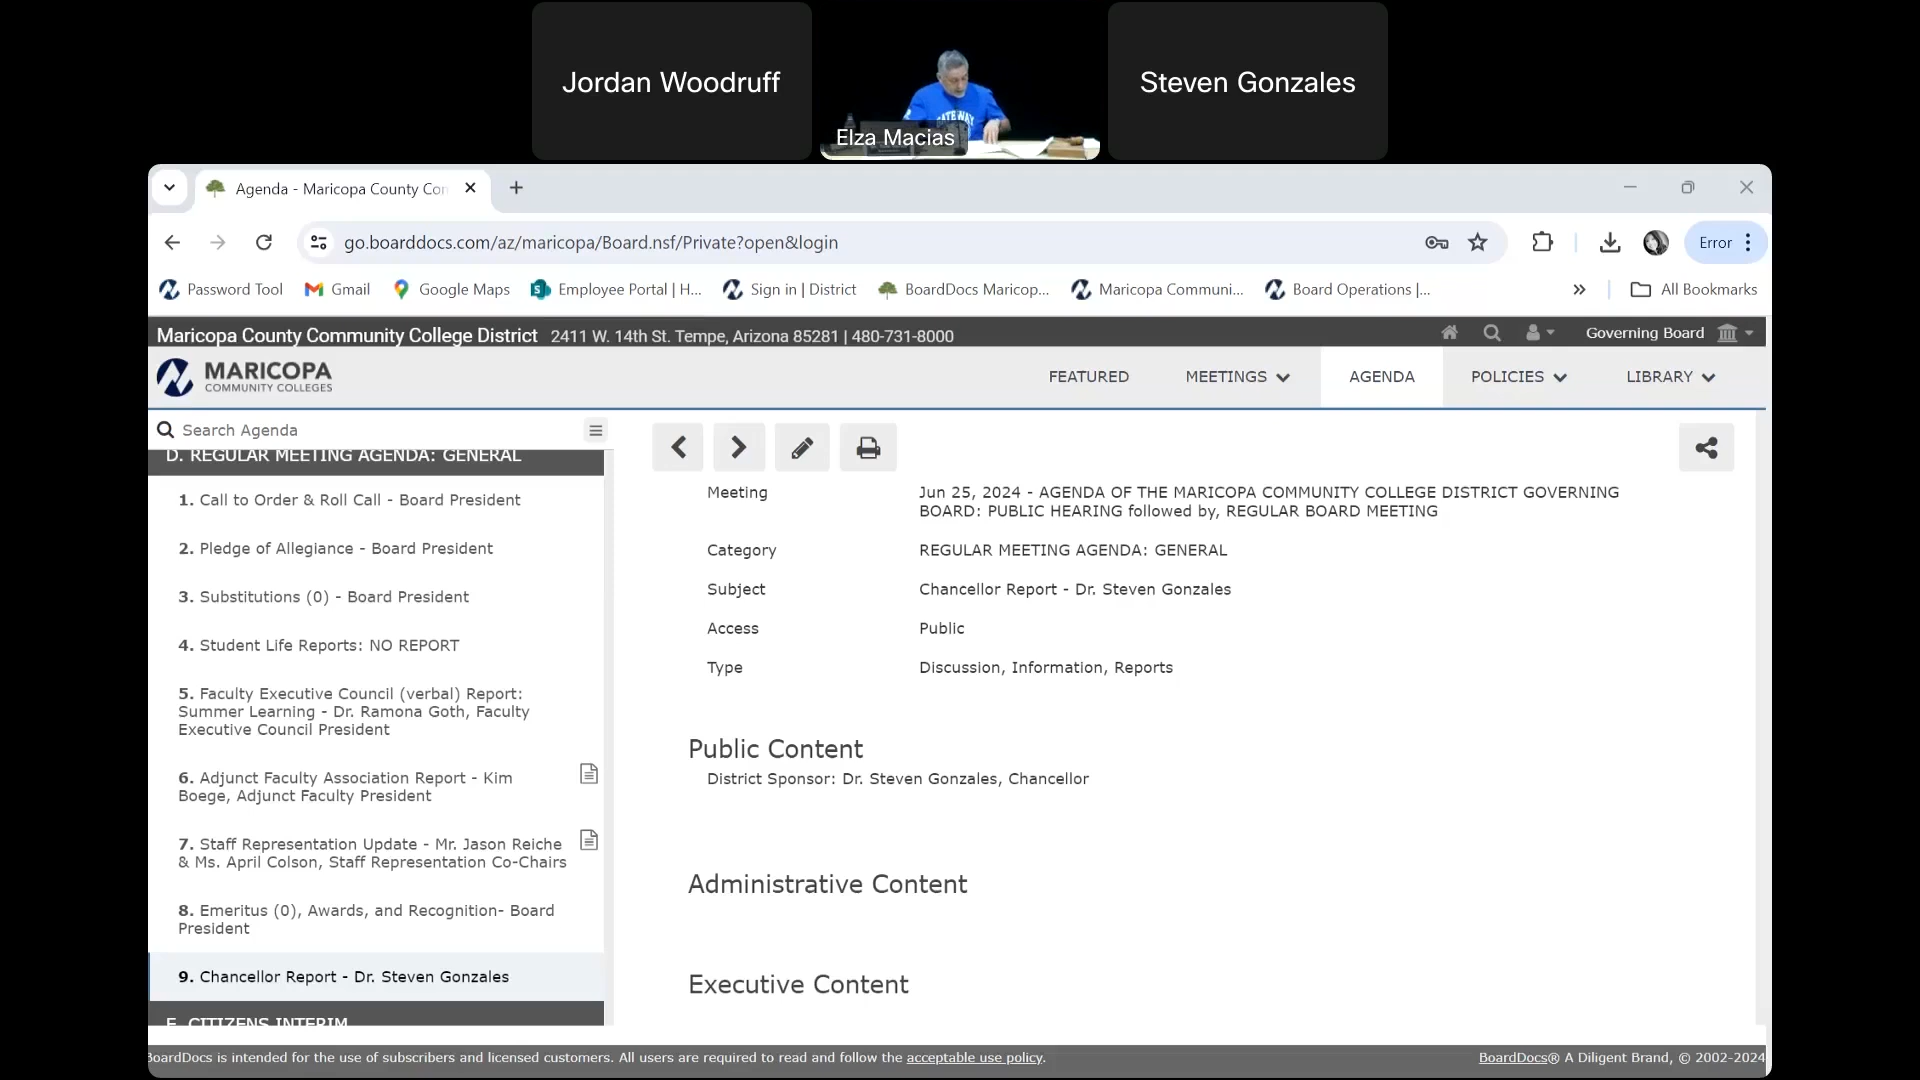 Jordan Woodruff
GATEWAY
Elza Macias
Steven Gonzales
Agenda - Maricopa County Con
go.boarddocs.com/az/maricopa/Board.nsf/Private?open&login
Error
Password Tool
Gmail
Google Maps
Employee Portal | H...
Sign in | District
BoardDocs Maricop...
Maricopa Communi...
Board Operations |...
All Bookmarks
Maricopa County Community College District 2411 W. 14th St. Tempe, Arizona 85281 | 480-731-8000
Governing Board
MARICOPA
COMMUNITY COLLEGES
FEATURED
MEETINGS
AGENDA
POLICIES
LIBRARY
Search Agenda
D. REGULAR MEETING AGENDA: GENERAL
1. Call to Order & Roll Call - Board President
2. Pledge of Allegiance - Board President
3. Substitutions (0) - Board President
4. Student Life Reports: NO REPORT
5. Faculty Executive Council (verbal) Report:
Summer Learning - Dr. Ramona Goth, Faculty
Executive Council President
6. Adjunct Faculty Association Report - Kim
Boege, Adjunct Faculty President
7. Staff Representation Update - Mr. Jason Reiche
& Ms. April Colson, Staff Representation Co-Chairs
8. Emeritus (0), Awards, and Recognition- Board
President
9. Chancellor Report - Dr. Steven Gonzales
E. CITIZENS INTERIM
Meeting
Jun 25, 2024 - AGENDA OF THE MARICOPA COMMUNITY COLLEGE DISTRICT GOVERNING
BOARD: PUBLIC HEARING followed by, REGULAR BOARD MEETING
Category
REGULAR MEETING AGENDA: GENERAL
Subject
Chancellor Report - Dr. Steven Gonzales
Access
Public
Type
Discussion, Information, Reports
Public Content
District Sponsor: Dr. Steven Gonzales, Chancellor
Administrative Content
Executive Content
BoardDocs is intended for the use of subscribers and licensed customers. All users are required to read and follow the acceptable use policy.
BoardDocs® A Diligent Brand, © 2002-2024